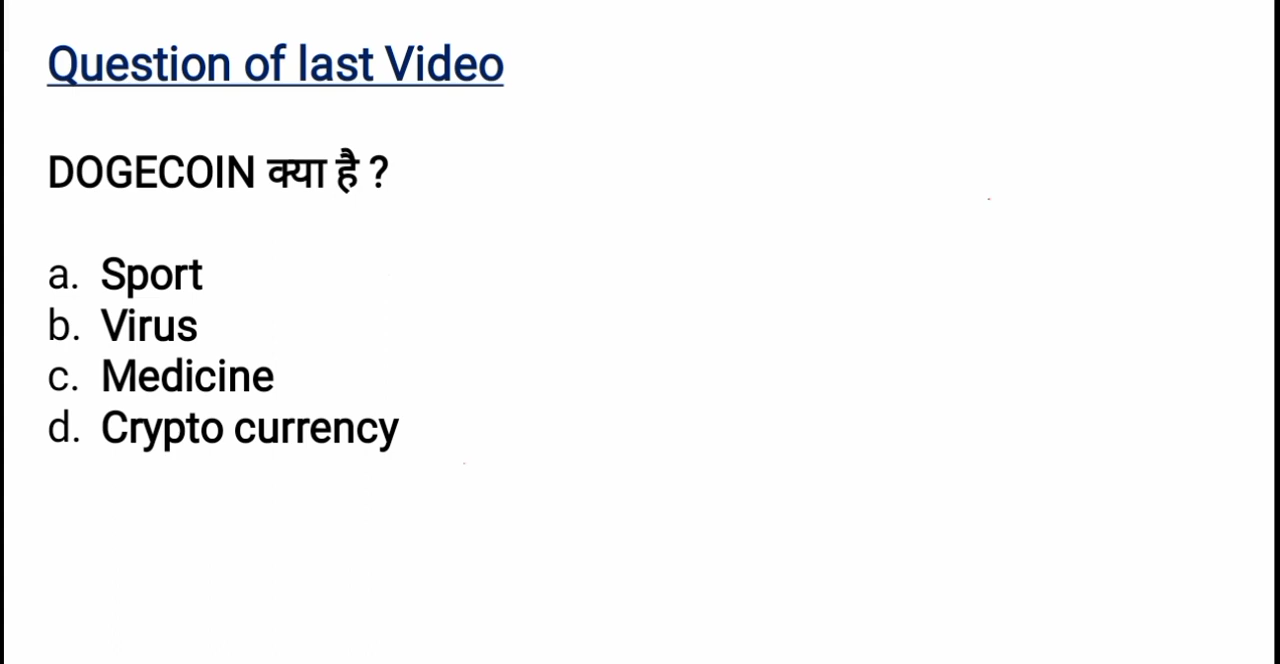 Question of last Video
DOGECOIN क्या है ?
a. Sport
b. Virus
c. Medicine
d. Crypto currency